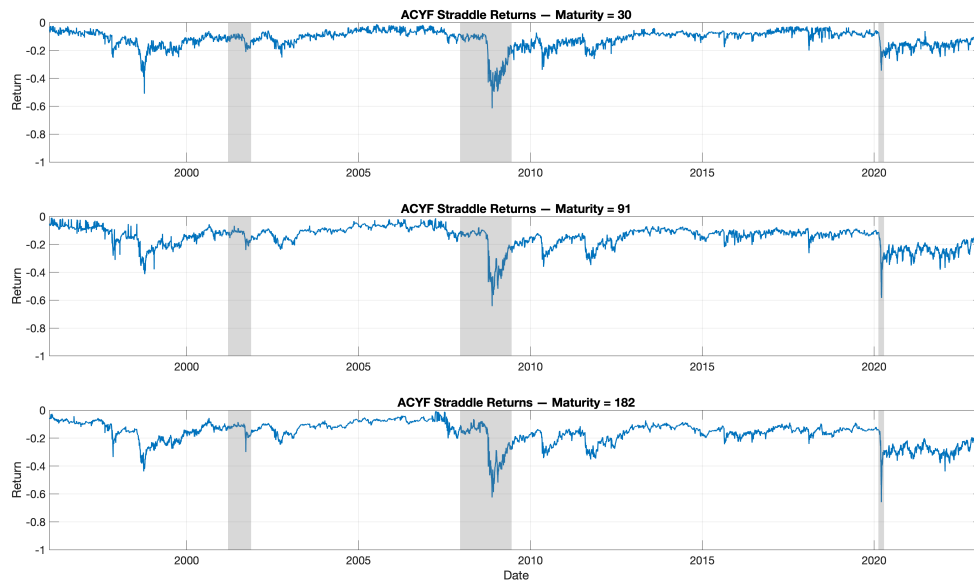 ACYF Straddle Returns — Maturity = 30
0
-0.2
-0.4
-0.6
-0.8
-1
Return
2000 2005 2010 2015 2020
ACYF Straddle Returns — Maturity = 91
0
-0.2
-0.4
-0.6
-0.8
-1
Return
2000 2005 2010 2015 2020
ACYF Straddle Returns — Maturity = 182
0
-0.2
-0.4
-0.6
-0.8
-1
Return
2000 2005 2010 2015 2020
Date